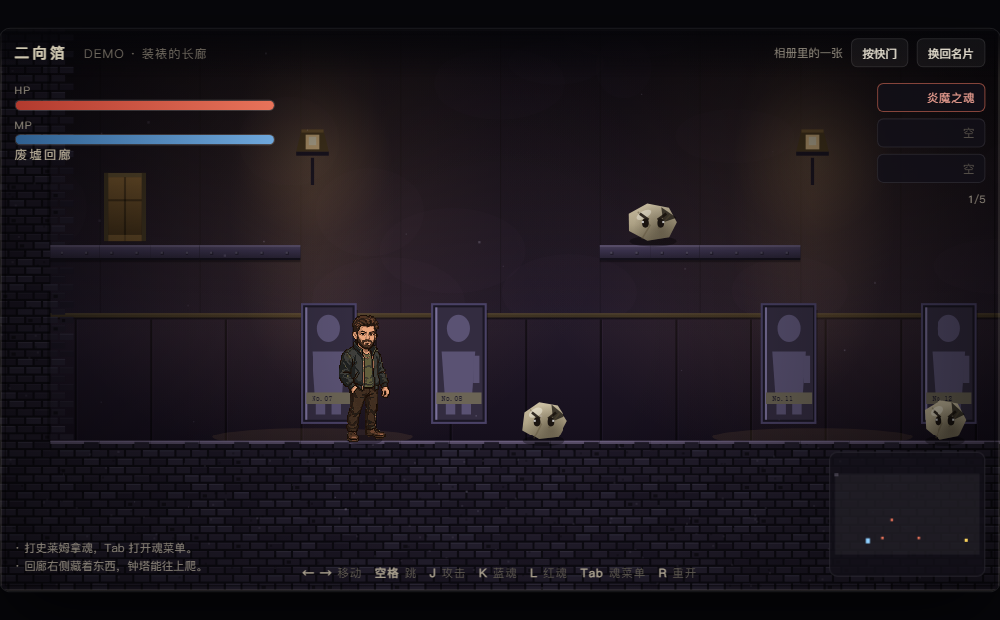 二向箔 DEMO · 装裱的长廊 相册里的一张 按快门 换回名片
HP
炎魔之魂
MP
空
废墟回廊
空
1/5
No.07 No.08 No.11
· 打史莱姆拿魂，Tab 打开魂菜单。
· 回廊右侧藏着东西，钟塔能往上爬。
← → 移动 空格 跳 J 攻击 K 蓝魂 L 红魂 Tab 魂菜单 R 重开